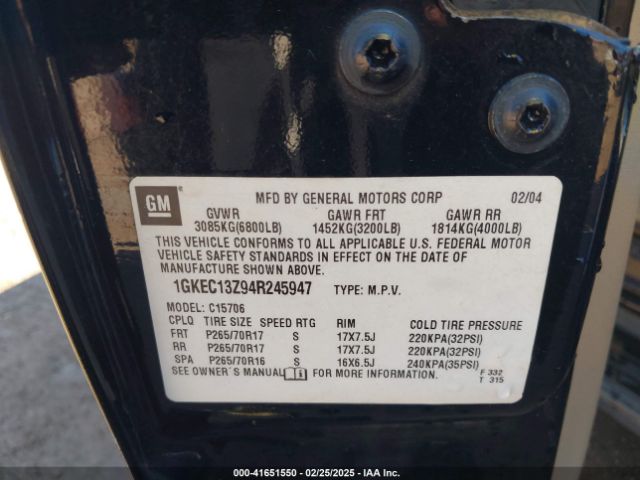 GM
MFD BY GENERAL MOTORS CORP 02/04
GVWR GAWR FRT GAWR RR
3085KG(6800LB) 1452KG(3200LB) 1814KG(4000LB)
THIS VEHICLE CONFORMS TO ALL APPLICABLE U.S. FEDERAL MOTOR
VEHICLE SAFETY STANDARDS IN EFFECT ON THE DATE OF
MANUFACTURE SHOWN ABOVE.
1GKEC13Z94R245947 TYPE: M.P.V.
MODEL: C15706
CPLQ TIRE SIZE SPEED RTG RIM COLD TIRE PRESSURE
FRT P265/70R17 S 17X7.5J 220KPA(32PSI)
RR P265/70R17 S 17X7.5J 220KPA(32PSI)
SPA P265/70R16 S 16X6.5J 240KPA(35PSI)
SEE OWNER'S MANUAL FOR MORE INFORMATION.
F 332
T 315
000-41651550 - 02/25/2025 - IAA Inc.